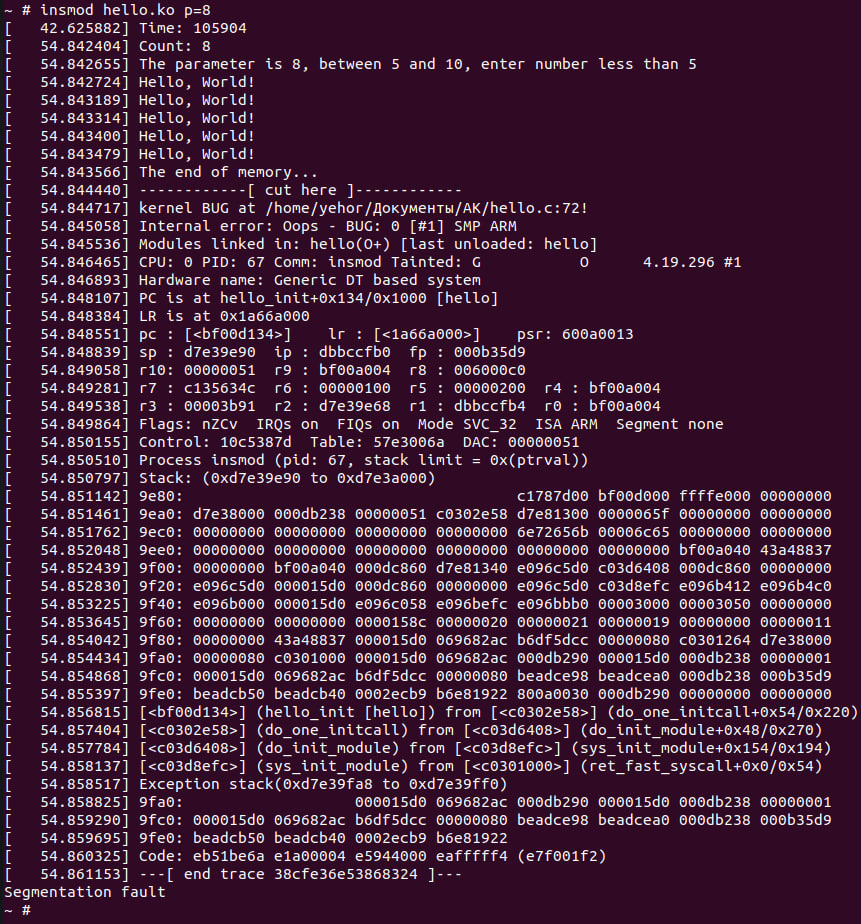 ~ # insmod hello.ko p=8
[   42.625882] Time: 105904
[   54.842404] Count: 8
[   54.842655] The parameter is 8, between 5 and 10, enter number less than 5
[   54.842724] Hello, World!
[   54.843189] Hello, World!
[   54.843314] Hello, World!
[   54.843400] Hello, World!
[   54.843479] Hello, World!
[   54.843566] The end of memory...
[   54.844440] ------------[ cut here ]------------
[   54.844717] kernel BUG at /home/yehor/Документы/AK/hello.c:72!
[   54.845058] Internal error: Oops - BUG: 0 [#1] SMP ARM
[   54.845536] Modules linked in: hello(O+) [last unloaded: hello]
[   54.846465] CPU: 0 PID: 67 Comm: insmod Tainted: G           O      4.19.296 #1
[   54.846893] Hardware name: Generic DT based system
[   54.848107] PC is at hello_init+0x134/0x1000 [hello]
[   54.848384] LR is at 0x1a66a000
[   54.848551] pc : [<bf00d134>]    lr : [<1a66a000>]    psr: 600a0013
[   54.848839] sp : d7e39e90  ip : dbbccfb0  fp : 000b35d9
[   54.849058] r10: 00000051  r9 : bf00a004  r8 : 006000c0
[   54.849281] r7 : c135634c  r6 : 00000100  r5 : 00000200  r4 : bf00a004
[   54.849538] r3 : 00003b91  r2 : d7e39e68  r1 : dbbccfb4  r0 : bf00a004
[   54.849864] Flags: nZCv  IRQs on  FIQs on  Mode SVC_32  ISA ARM  Segment none
[   54.850155] Control: 10c5387d  Table: 57e3006a  DAC: 00000051
[   54.850510] Process insmod (pid: 67, stack limit = 0x(ptrval))
[   54.850797] Stack: (0xd7e39e90 to 0xd7e3a000)
[   54.851142] 9e80:                                     c1787d00 bf00d000 ffffe000 00000000
[   54.851461] 9ea0: d7e38000 000db238 00000051 c0302e58 d7e81300 0000065f 00000000 00000000
[   54.851762] 9ec0: 00000000 00000000 00000000 00000000 6e72656b 00006c65 00000000 00000000
[   54.852048] 9ee0: 00000000 00000000 00000000 00000000 00000000 00000000 bf00a040 43a48837
[   54.852439] 9f00: 00000000 bf00a040 000dc860 d7e81340 e096c5d0 c03d6408 000dc860 00000000
[   54.852830] 9f20: e096c5d0 000015d0 000dc860 00000000 e096c5d0 c03d8efc e096b412 e096b4c0
[   54.853225] 9f40: e096b000 000015d0 e096c058 e096befc e096bbb0 00003000 00003050 00000000
[   54.853645] 9f60: 00000000 00000000 0000158c 00000020 00000021 00000019 00000000 00000011
[   54.854042] 9f80: 00000000 43a48837 000015d0 069682ac b6df5dcc 00000080 c0301264 d7e38000
[   54.854434] 9fa0: 00000080 c0301000 000015d0 069682ac 000db290 000015d0 000db238 00000001
[   54.854868] 9fc0: 000015d0 069682ac b6df5dcc 00000080 beadce98 beadcea0 000db238 000b35d9
[   54.855397] 9fe0: beadcb50 beadcb40 0002ecb9 b6e81922 800a0030 000db290 00000000 00000000
[   54.856815] [<bf00d134>] (hello_init [hello]) from [<c0302e58>] (do_one_initcall+0x54/0x220)
[   54.857404] [<c0302e58>] (do_one_initcall) from [<c03d6408>] (do_init_module+0x48/0x270)
[   54.857784] [<c03d6408>] (do_init_module) from [<c03d8efc>] (sys_init_module+0x154/0x194)
[   54.858137] [<c03d8efc>] (sys_init_module) from [<c0301000>] (ret_fast_syscall+0x0/0x54)
[   54.858517] Exception stack(0xd7e39fa8 to 0xd7e39ff0)
[   54.858825] 9fa0:                   000015d0 069682ac 000db290 000015d0 000db238 00000001
[   54.859290] 9fc0: 000015d0 069682ac b6df5dcc 00000080 beadce98 beadcea0 000db238 000b35d9
[   54.859695] 9fe0: beadcb50 beadcb40 0002ecb9 b6e81922
[   54.860325] Code: eb51be6a e1a00004 e5944000 eafffff4 (e7f001f2)
[   54.861153] ---[ end trace 38cfe36e53868324 ]---
Segmentation fault
~ #